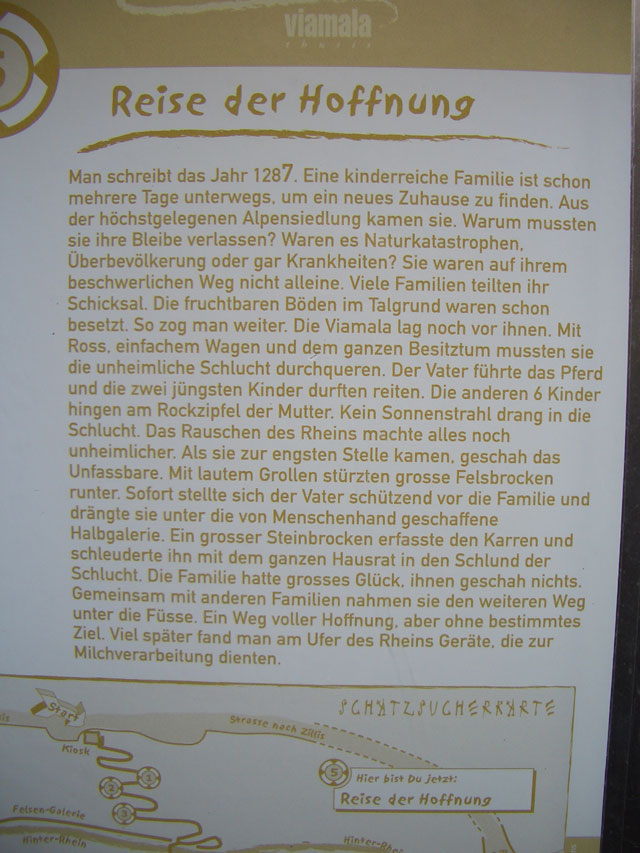 viamala
thusis
5
Reise der Hoffnung
Man schreibt das Jahr 1287. Eine kinderreiche Familie ist schon
mehrere Tage unterwegs, um ein neues Zuhause zu finden. Aus
der höchstgelegenen Alpensiedlung kamen sie. Warum mussten
sie ihre Bleibe verlassen? Waren es Naturkatastrophen,
Überbevölkerung oder gar Krankheiten? Sie waren auf ihrem
beschwerlichen Weg nicht alleine. Viele Familien teilten ihr
Schicksal. Die fruchtbaren Böden im Talgrund waren schon
besetzt. So zog man weiter. Die Viamala lag noch vor ihnen. Mit
Ross, einfachem Wagen und dem ganzen Besitztum mussten sie
die unheimliche Schlucht durchqueren. Der Vater führte das Pferd
und die zwei jüngsten Kinder durften reiten. Die anderen 6 Kinder
hingen am Rockzipfel der Mutter. Kein Sonnenstrahl drang in die
Schlucht. Das Rauschen des Rheins machte alles noch
unheimlicher. Als sie zur engsten Stelle kamen, geschah das
Unfassbare. Mit lautem Grollen stürzten grosse Felsbrocken
runter. Sofort stellte sich der Vater schützend vor die Familie und
drängte sie unter die von Menschenhand geschaffene
Halbgalerie. Ein grosser Steinbrocken erfasste den Karren und
schleuderte ihn mit dem ganzen Hausrat in den Schlund der
Schlucht. Die Familie hatte grosses Glück, ihnen geschah nichts.
Gemeinsam mit anderen Familien nahmen sie den weiteren Weg
unter die Füsse. Ein Weg voller Hoffnung, aber ohne bestimmtes
Ziel. Viel später fand man am Ufer des Rheins Geräte, die zur
Milchverarbeitung dienten.
SCHATZSUCHERKARTE
Start
Strasse nach Zillis
Kiosk
1
2
3
5 Hier bist Du jetzt:
Reise der Hoffnung
Felsen-Galerie
Hinter-Rhein
Hinter-Rhei